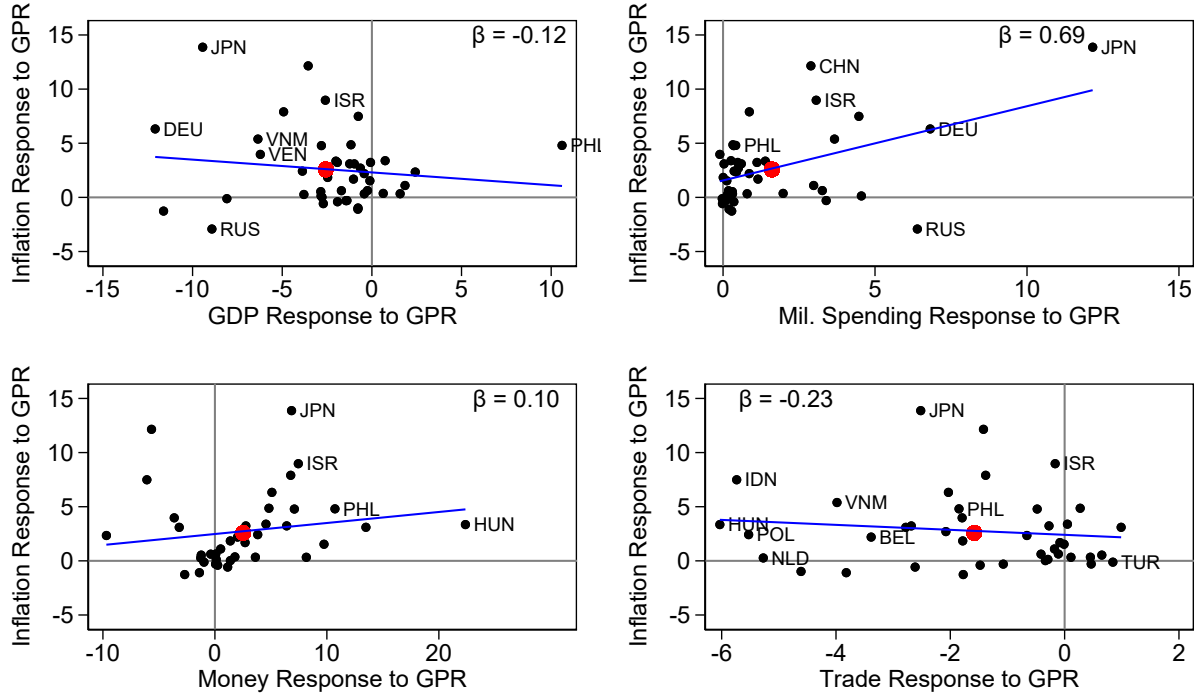 Inflation Response to GPR
15
10
5
0
-5
β = -0.12
JPN
ISR
DEU
VNM
VEN
PHL
RUS
-15
-10
-5
0
5
10
GDP Response to GPR
Inflation Response to GPR
15
10
5
0
-5
β = 0.69
JPN
CHN
ISR
DEU
PHL
RUS
0
5
10
15
Mil. Spending Response to GPR
Inflation Response to GPR
15
10
5
0
-5
β = 0.10
JPN
ISR
PHL
HUN
-10
0
10
20
Money Response to GPR
Inflation Response to GPR
15
10
5
0
-5
β = -0.23
JPN
ISR
IDN
VNM
PHL
HUN
POL
BEL
NLD
TUR
-6
-4
-2
0
2
Trade Response to GPR